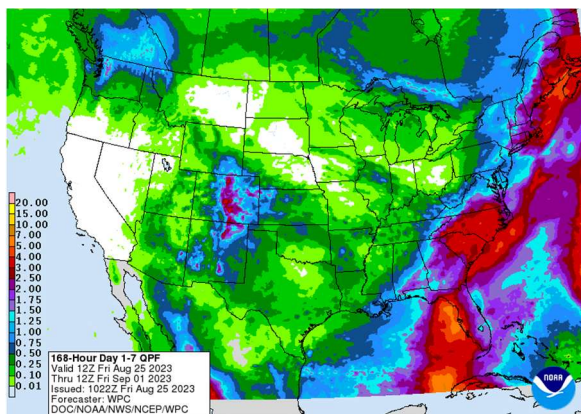 20.00
15.00
10.00
7.00
5.00
4.00
3.00
2.50
2.00
1.75
1.50
1.25
1.00
0.75
0.50
0.25
0.10
0.01
168-Hour Day 1-7 QPF
Valid 12Z Fri Aug 25 2023
Thru 12Z Fri Sep 01 2023
Issued: 1022Z Fri Aug 25 2023
Forecaster: WPC
DOC/NOAA/NWS/NCEP/WPC
NOAA